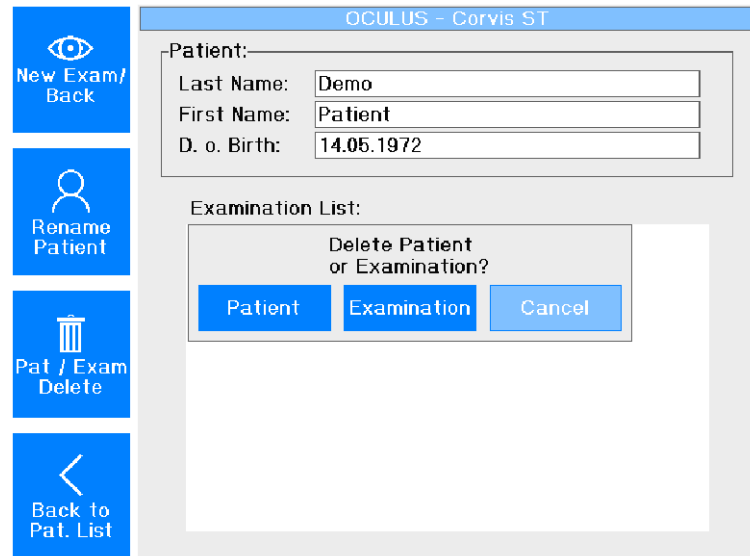 OCULUS - Corvis ST
New Exam/
Back
Patient:
Last Name: Demo
First Name: Patient
D. o. Birth: 14.05.1972
Rename
Patient
Examination List:
Delete Patient
or Examination?
Patient Examination Cancel
Pat / Exam
Delete
Back to
Pat. List